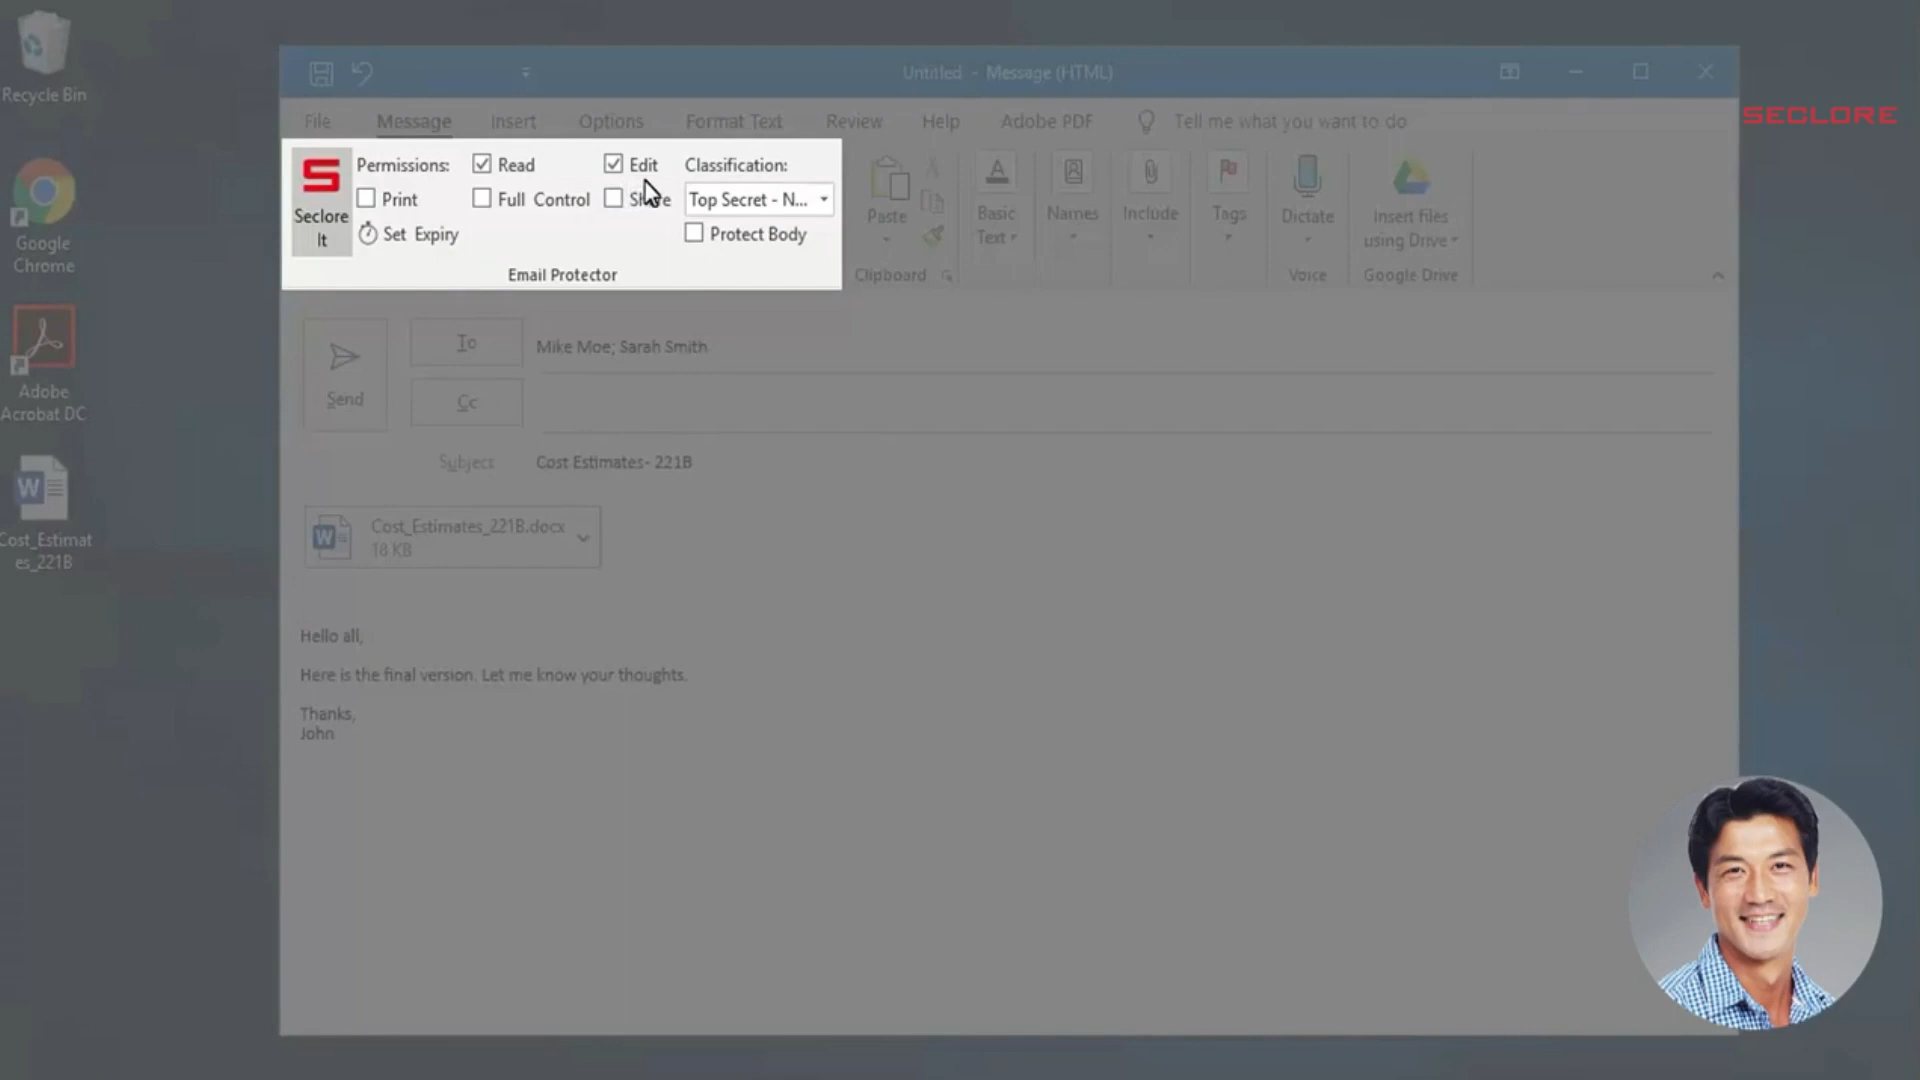 Recycle Bin
Google
Chrome
Adobe
Acrobat DC
Cost_Estimat
es_221B
Untitled - Message (HTML)
File Message Insert Options Format Text Review Help Adobe PDF Tell me what you want to do
SECLORE
Seclore
It
Permissions: Read Edit Classification:
Print Full Control Share Top Secret - N...
Set Expiry Protect Body
Email Protector
Paste
Clipboard
Basic
Text
Names
Include
Tags
Dictate
Voice
Insert files
using Drive
Google Drive
Send
To Mike Moe; Sarah Smith
Cc
Subject Cost Estimates- 221B
Cost_Estimates_221B.docx
18 KB
Hello all,
Here is the final version. Let me know your thoughts.
Thanks,
John